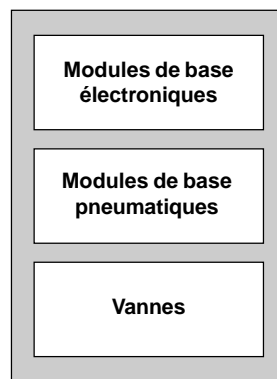 Modules de base
électroniques
Modules de base
pneumatiques
Vannes